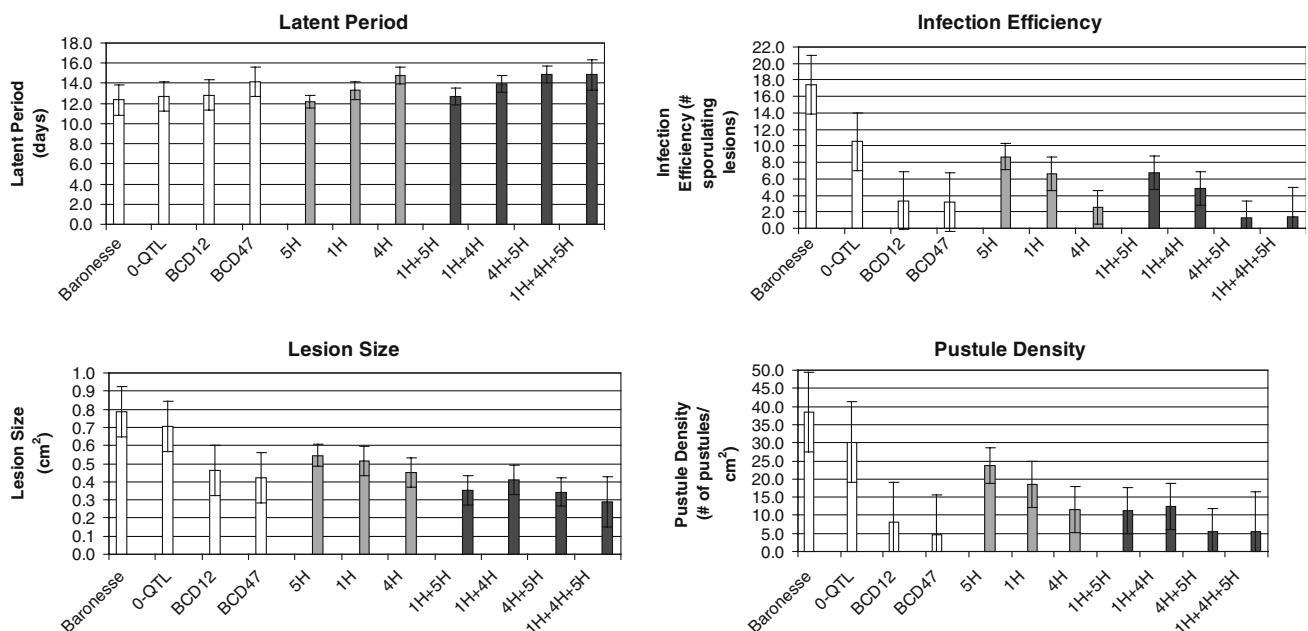 Latent Period
Latent Period
(days)
18.0
16.0
14.0
12.0
10.0
8.0
6.0
4.0
2.0
0.0
Baronesse
0-QTL
BCD12
BCD47
5H
1H
4H
1H+5H
1H+4H
4H+5H
1H+4H+5H
Infection Efficiency
Infection
Efficiency (#
sporulating
lesions)
22.0
20.0
18.0
16.0
14.0
12.0
10.0
8.0
6.0
4.0
2.0
0.0
Baronesse
0-QTL
BCD12
BCD47
5H
1H
4H
1H+5H
1H+4H
4H+5H
1H+4H+5H
Lesion Size
Lesion Size
(cm²)
1.0
0.9
0.8
0.7
0.6
0.5
0.4
0.3
0.2
0.1
0.0
Baronesse
0-QTL
BCD12
BCD47
5H
1H
4H
1H+5H
1H+4H
4H+5H
1H+4H+5H
Pustule Density
Pustule Density
(# of pustules/
cm²)
50.0
45.0
40.0
35.0
30.0
25.0
20.0
15.0
10.0
5.0
0.0
Baronesse
0-QTL
BCD12
BCD47
5H
1H
4H
1H+5H
1H+4H
4H+5H
1H+4H+5H